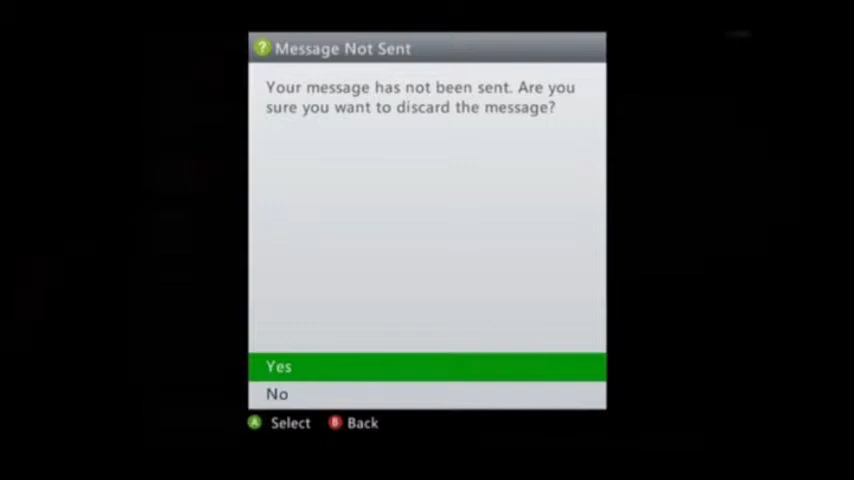 ? Message Not Sent
Your message has not been sent. Are you
sure you want to discard the message?
Yes
No
A Select B Back